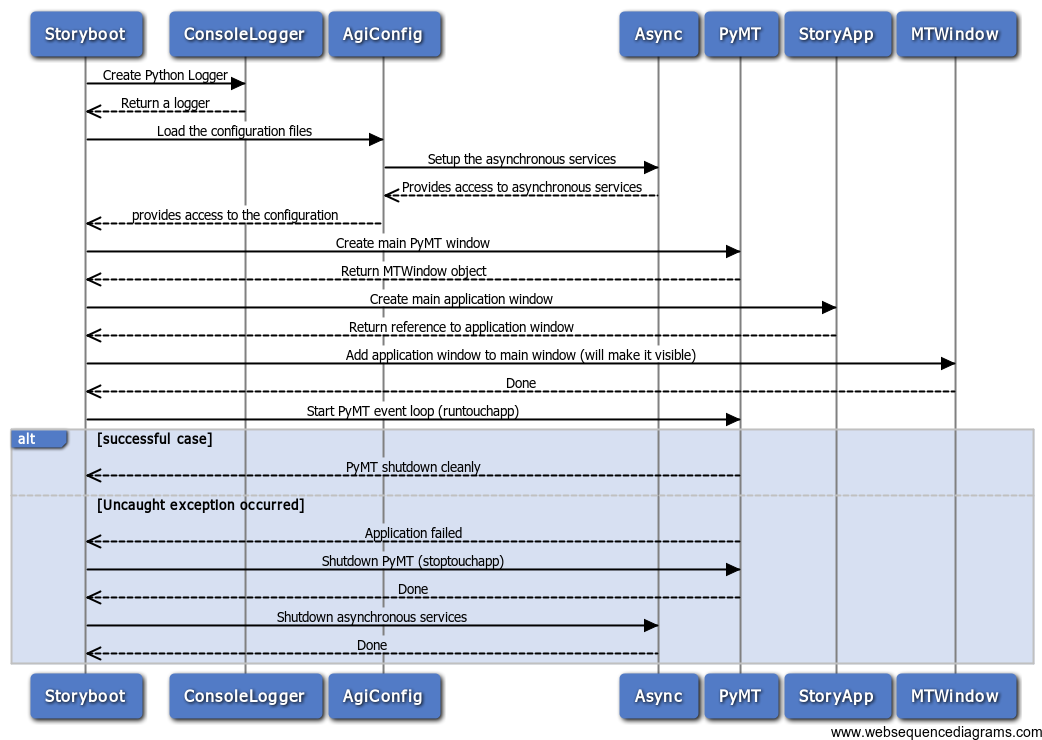 Storyboot ConsoleLogger AgiConfig Async PyMT StoryApp MTWindow
Create Python Logger
Return a logger
Load the configuration files
Setup the asynchronous services
Provides access to asynchronous services
provides access to the configuration
Create main PyMT window
Return MTWindow object
Create main application window
Return reference to application window
Add application window to main window (will make it visible)
Done
Start PyMT event loop (runtouchapp)
alt [successful case]
PyMT shutdown cleanly
[Uncaught exception occurred]
Application failed
Shutdown PyMT (stoptouchapp)
Done
Shutdown asynchronous services
Done
Storyboot ConsoleLogger AgiConfig Async PyMT StoryApp MTWindow
www.websequencediagrams.com